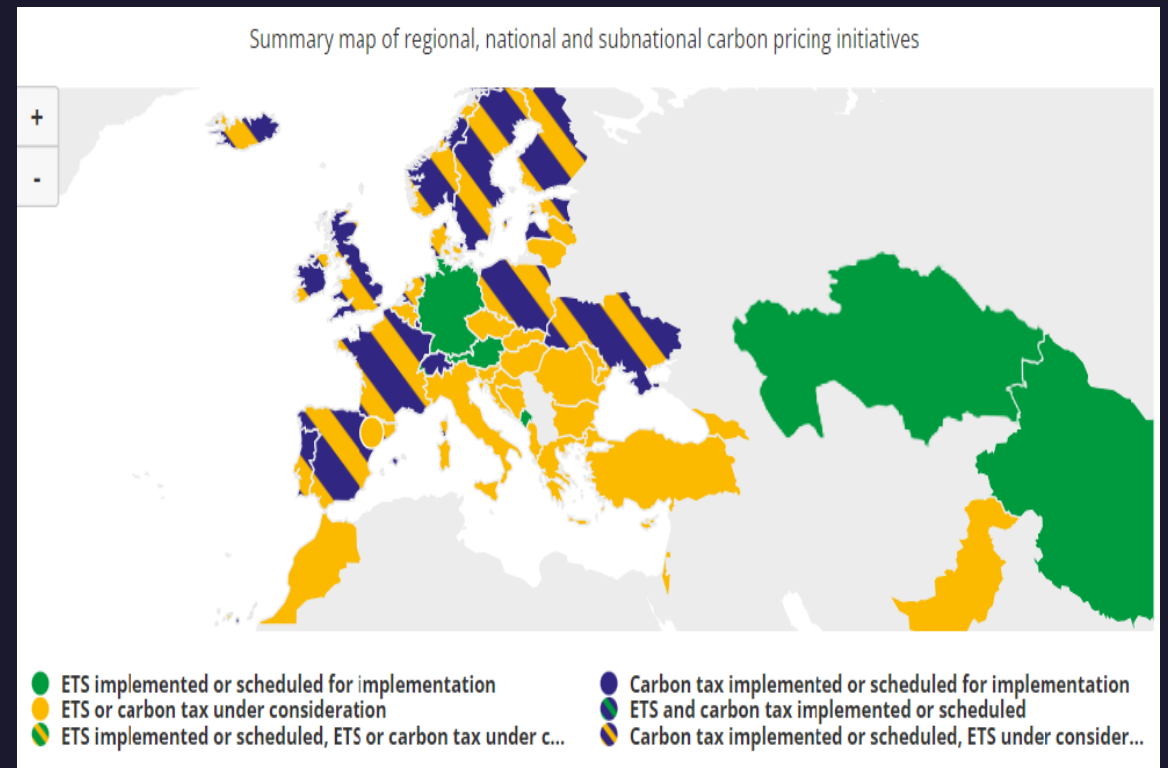 Summary map of regional, national and subnational carbon pricing initiatives
+
-
ETS implemented or scheduled for implementation
ETS or carbon tax under consideration
ETS implemented or scheduled, ETS or carbon tax under c...
Carbon tax implemented or scheduled for implementation
ETS and carbon tax implemented or scheduled
Carbon tax implemented or scheduled, ETS under consider...